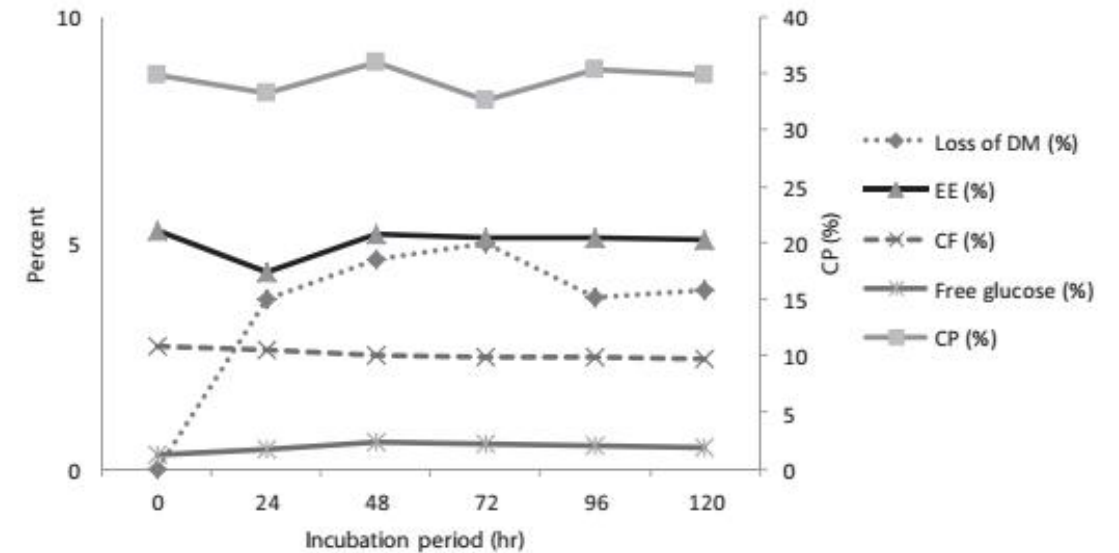 10
5
0
Percent
40
35
30
25
20
15
10
5
0
CP (%)
0 24 48 72 96 120
Incubation period (hr)
Loss of DM (%)
EE (%)
CF (%)
Free glucose (%)
CP (%)